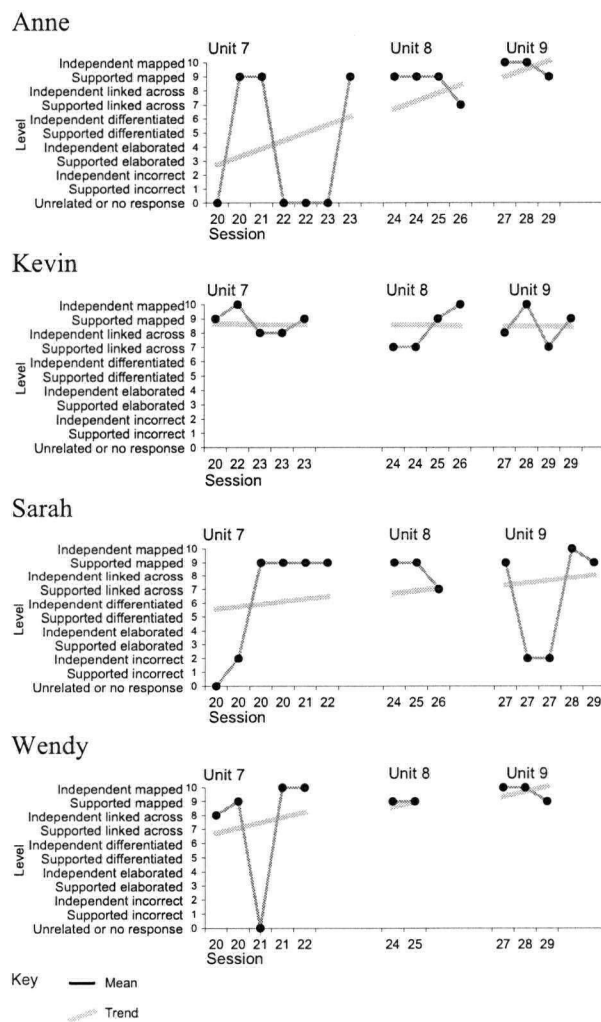 Anne
Unit 7 Unit 8 Unit 9
Independent mapped 10
Supported mapped 9
Independent linked across 8
Supported linked across 7
Independent differentiated 6
Supported differentiated 5
Independent elaborated 4
Supported elaborated 3
Independent incorrect 2
Supported incorrect 1
Unrelated or no response 0
Level
20 20 21 22 22 23 23 24 24 25 26 27 28 29
Session
Kevin
Unit 7 Unit 8 Unit 9
Independent mapped 10
Supported mapped 9
Independent linked across 8
Supported linked across 7
Independent differentiated 6
Supported differentiated 5
Independent elaborated 4
Supported elaborated 3
Independent incorrect 2
Supported incorrect 1
Unrelated or no response 0
Level
20 22 23 23 23 24 24 25 26 27 28 29 29
Session
Sarah
Unit 7 Unit 8 Unit 9
Independent mapped 10
Supported mapped 9
Independent linked across 8
Supported linked across 7
Independent differentiated 6
Supported differentiated 5
Independent elaborated 4
Supported elaborated 3
Independent incorrect 2
Supported incorrect 1
Unrelated or no response 0
Level
20 20 20 20 21 22 24 25 26 27 27 27 28 29
Session
Wendy
Unit 7 Unit 8 Unit 9
Independent mapped 10
Supported mapped 9
Independent linked across 8
Supported linked across 7
Independent differentiated 6
Supported differentiated 5
Independent elaborated 4
Supported elaborated 3
Independent incorrect 2
Supported incorrect 1
Unrelated or no response 0
Level
20 20 21 21 22 24 25 27 28 29
Session
Key Mean
Trend